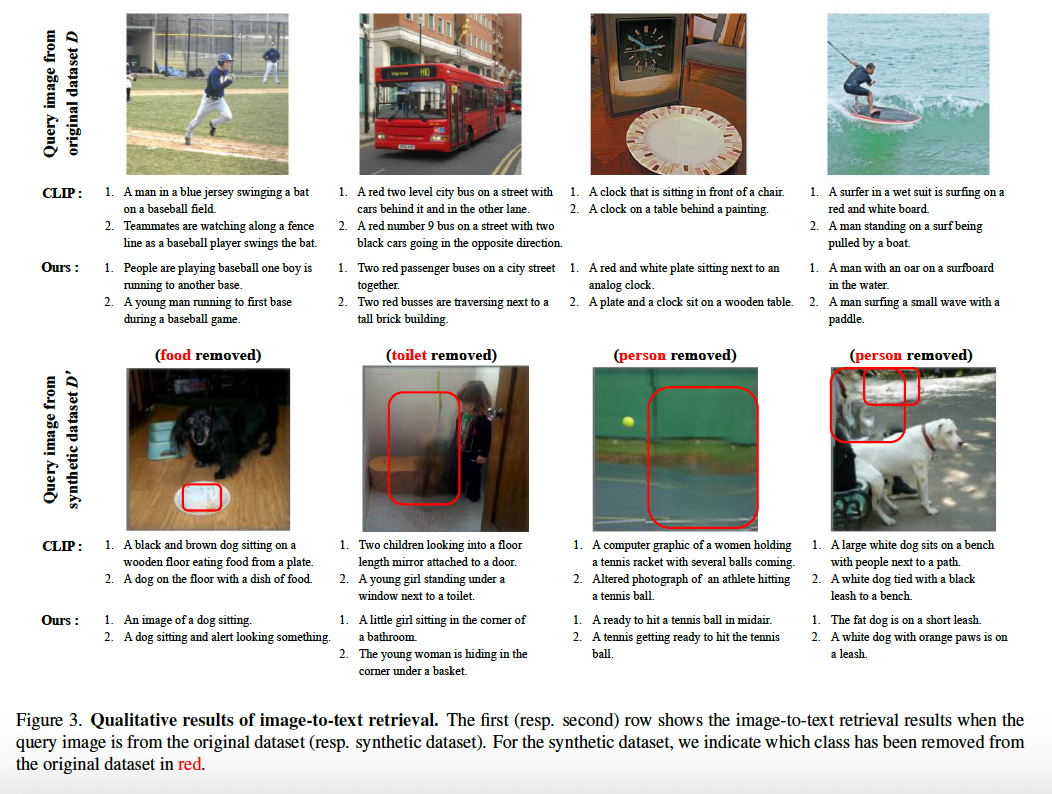 Query image from
original dataset D
CLIP :
1. A man in a blue jersey swinging a bat
on a baseball field.
2. Teammates are watching along a fence
line as a baseball player swings the bat.
1. A red two level city bus on a street with
cars behind it and in the other lane.
2. A red number 9 bus on a street with two
black cars going in the opposite direction.
1. A clock that is sitting in front of a chair.
2. A clock on a table behind a painting.
1. A surfer in a wet suit is surfing on a
red and white board.
2. A man standing on a surf being
pulled by a boat.
Ours :
1. People are playing baseball one boy is
running to another base.
2. A young man running to first base
during a baseball game.
1. Two red passenger buses on a city street
together.
2. Two red busses are traversing next to a
tall brick building.
1. A red and white plate sitting next to an
analog clock.
2. A plate and a clock sit on a wooden table.
1. A man with an oar on a surfboard
in the water.
2. A man surfing a small wave with a
paddle.
Query image from
synthetic dataset D'
(food removed)
(toilet removed)
(person removed)
(person removed)
CLIP :
1. A black and brown dog sitting on a
wooden floor eating food from a plate.
2. A dog on the floor with a dish of food.
1. Two children looking into a floor
length mirror attached to a door.
2. A young girl standing under a
window next to a toilet.
1. A computer graphic of a women holding
a tennis racket with several balls coming.
2. Altered photograph of an athlete hitting
a tennis ball.
1. A large white dog sits on a bench
with people next to a path.
2. A white dog tied with a black
leash to a bench.
Ours :
1. An image of a dog sitting.
2. A dog sitting and alert looking something.
1. A little girl sitting in the corner of
a bathroom.
2. The young woman is hiding in the
corner under a basket.
1. A ready to hit a tennis ball in midair.
2. A tennis getting ready to hit the tennis
ball.
1. The fat dog is on a short leash.
2. A white dog with orange paws is on
a leash.
Figure 3. Qualitative results of image-to-text retrieval. The first (resp. second) row shows the image-to-text retrieval results when the
query image is from the original dataset (resp. synthetic dataset). For the synthetic dataset, we indicate which class has been removed from
the original dataset in red.